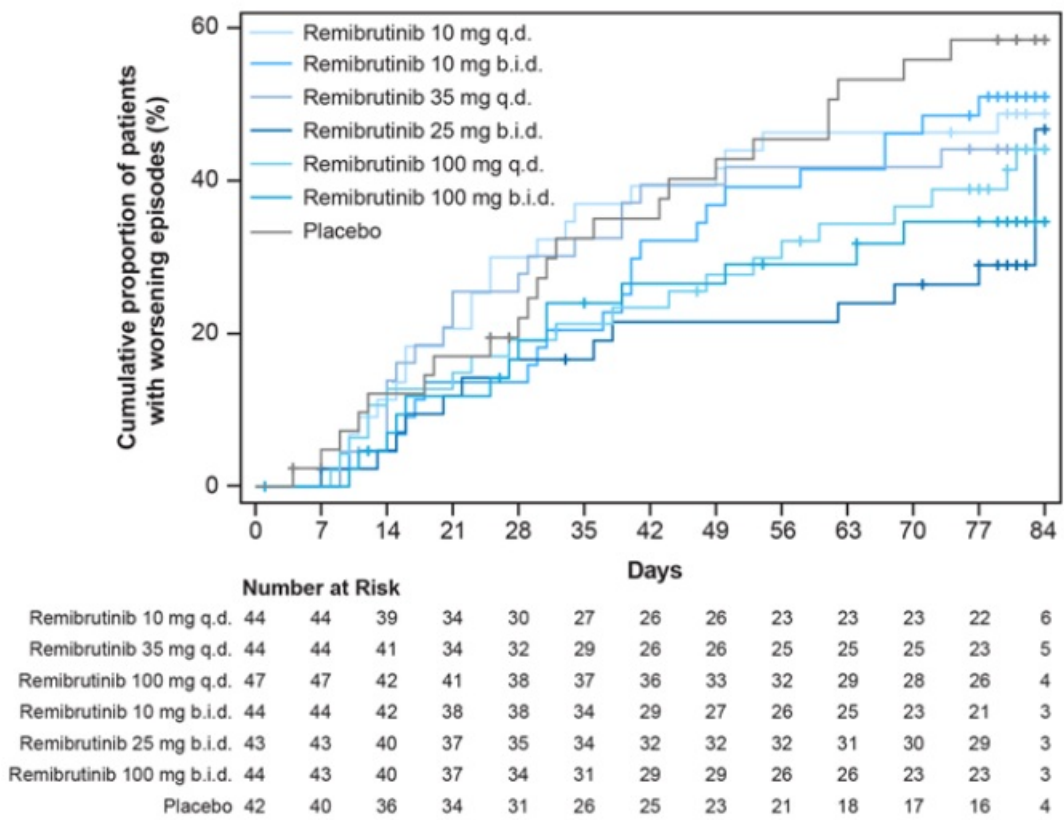 Cumulative proportion of patients
with worsening episodes (%)
60
40
20
0
Remibrutinib 10 mg q.d.
Remibrutinib 10 mg b.i.d.
Remibrutinib 35 mg q.d.
Remibrutinib 25 mg b.i.d.
Remibrutinib 100 mg q.d.
Remibrutinib 100 mg b.i.d.
Placebo
0 7 14 21 28 35 42 49 56 63 70 77 84
Days
Number at Risk
Remibrutinib 10 mg q.d. 44 44 39 34 30 27 26 26 23 23 23 22 6
Remibrutinib 35 mg q.d. 44 44 41 34 32 29 26 26 25 25 25 23 5
Remibrutinib 100 mg q.d. 47 47 42 41 38 37 36 33 32 29 28 26 4
Remibrutinib 10 mg b.i.d. 44 44 42 38 38 34 29 27 26 25 23 21 3
Remibrutinib 25 mg b.i.d. 43 43 40 37 35 34 32 32 32 31 30 29 3
Remibrutinib 100 mg b.i.d. 44 43 40 37 34 31 29 29 26 26 23 23 3
Placebo 42 40 36 34 31 26 25 23 21 18 17 16 4